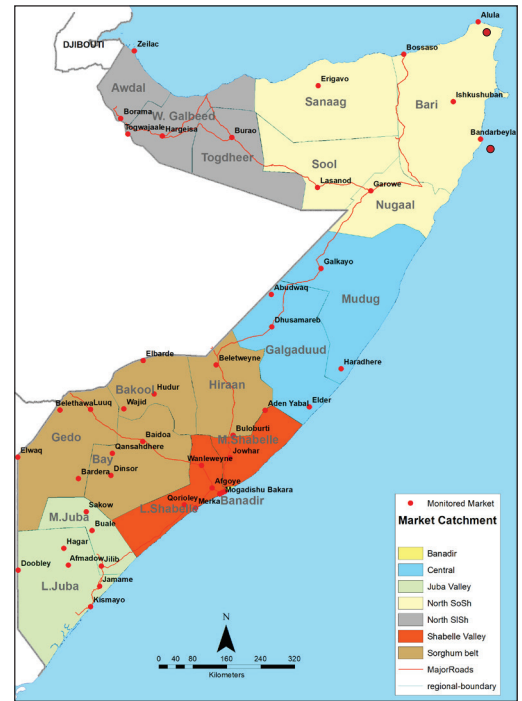 Alula
DJIBOUTI
Zeilac
Bossaso
Awdal
Erigavo
Bari
Ishkushuban
Sanaag
Borama
W. Galbeed
Togwajaale
Hargeisa
Burao
Bandarbeyla
Togdheer
Sool
Lasanod
Garowe
Nugaal
Galkayo
Abudwaq
Mudug
Dhusamareb
Galgaduud
Elbarde
Beletweyne
Haradhere
Bakool
Hudur
Hiraan
Belethawa
Luuq
Wajid
Aden Yabal
Elder
Gedo
Baidoa
Buloburti
M.Shabelle
Qansahdhere
Jowhar
Elwaq
Bay
Wanleweyne
Bardera
Dinsor
Afgoye
Mogadishu Bakara
Qorioley
Merka
Banadir
L.Shabelle
Sakow
M.Juba
Buale
Hagar
Afmadow
Jilib
Doobley
L.Juba
Jamame
Kismayo
Monitored Market
Market Catchment
Banadir
Central
Juba Valley
North SoSh
North SlSh
Shabelle Valley
Sorghum belt
MajorRoads
regional-boundary
N
0 40 80 160 240 320
Kilometers